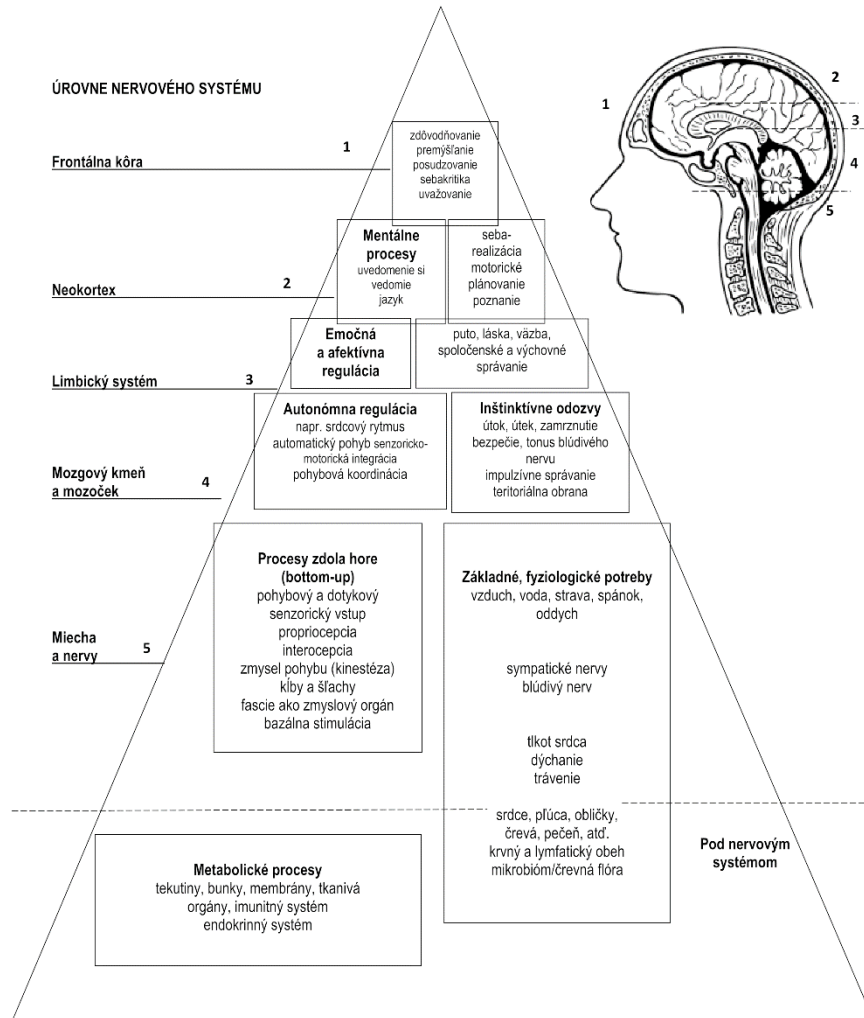 ÚROVNE NERVOVÉHO SYSTÉMU
1
2
3
4
5
Frontálna kôra
1
zdôvodňovanie
premýšľanie
posudzovanie
sebakritika
uvažovanie
Neokortex
2
Mentálne
procesy
uvedomenie si
vedomie
jazyk
seba-
realizácia
motorické
plánovanie
poznanie
Limbický systém
3
Emočná
a afektívna
regulácia
puto, láska, väzba,
spoločenské a výchovné
správanie
Mozgový kmeň
a mozoček
4
Autonómna regulácia
napr. srdcový rytmus
automatický pohyb senzoricko-
motorická integrácia
pohybová koordinácia
Inštinktívne odozvy
útok, útek, zamrznutie
bezpečie, tonus blúdivého
nervu
impulzívne správanie
teritoriálna obrana
Miecha
a nervy
5
Procesy zdola hore
(bottom-up)
pohybový a dotykový
senzorický vstup
propriocepcia
interocepcia
zmysel pohybu (kinestéza)
kĺby a šľachy
fascie ako zmyslový orgán
bazálna stimulácia
Základné, fyziologické potreby
vzduch, voda, strava, spánok,
oddych
sympatické nervy
blúdivý nerv
tlkot srdca
dýchanie
trávenie
srdce, pľúca, obličky,
črevá, pečeň, atď.
krvný a lymfatický obeh
mikrobióm/črevná flóra
Pod nervovým
systémom
Metabolické procesy
tekutiny, bunky, membrány, tkanivá
orgány, imunitný systém
endokrinný systém